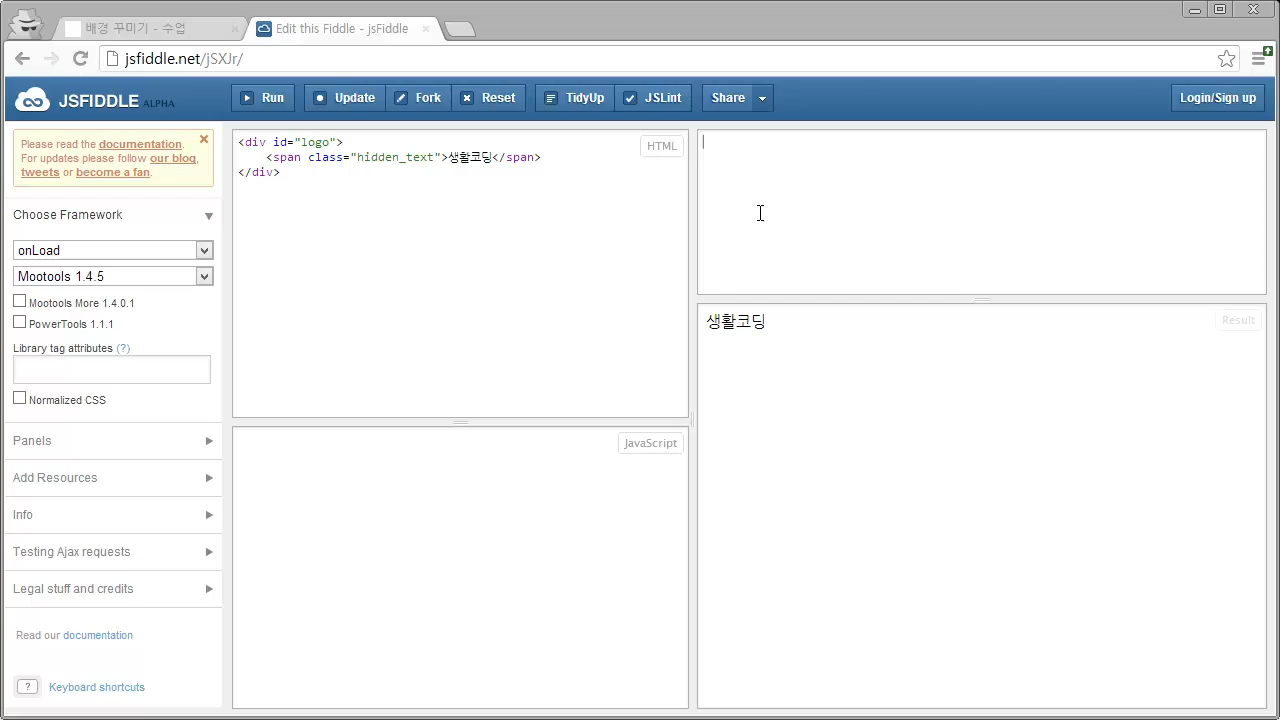 배경 꾸미기 - 수업
Edit this Fiddle - jsFiddle
jsfiddle.net/jSXJr/
JSFIDDLE ALPHA
Run
Update
Fork
Reset
TidyUp
JSLint
Share
Login/Sign up
Please read the documentation.
For updates please follow our blog,
tweets or become a fan.
Choose Framework
onLoad
Mootools 1.4.5
Mootools More 1.4.0.1
PowerTools 1.1.1
Library tag attributes (?)
Normalized CSS
Panels
Add Resources
Info
Testing Ajax requests
Legal stuff and credits
Read our documentation
? Keyboard shortcuts
<div id="logo">
    <span class="hidden_text">생활코딩</span>
</div>
HTML
JavaScript
생활코딩
Result